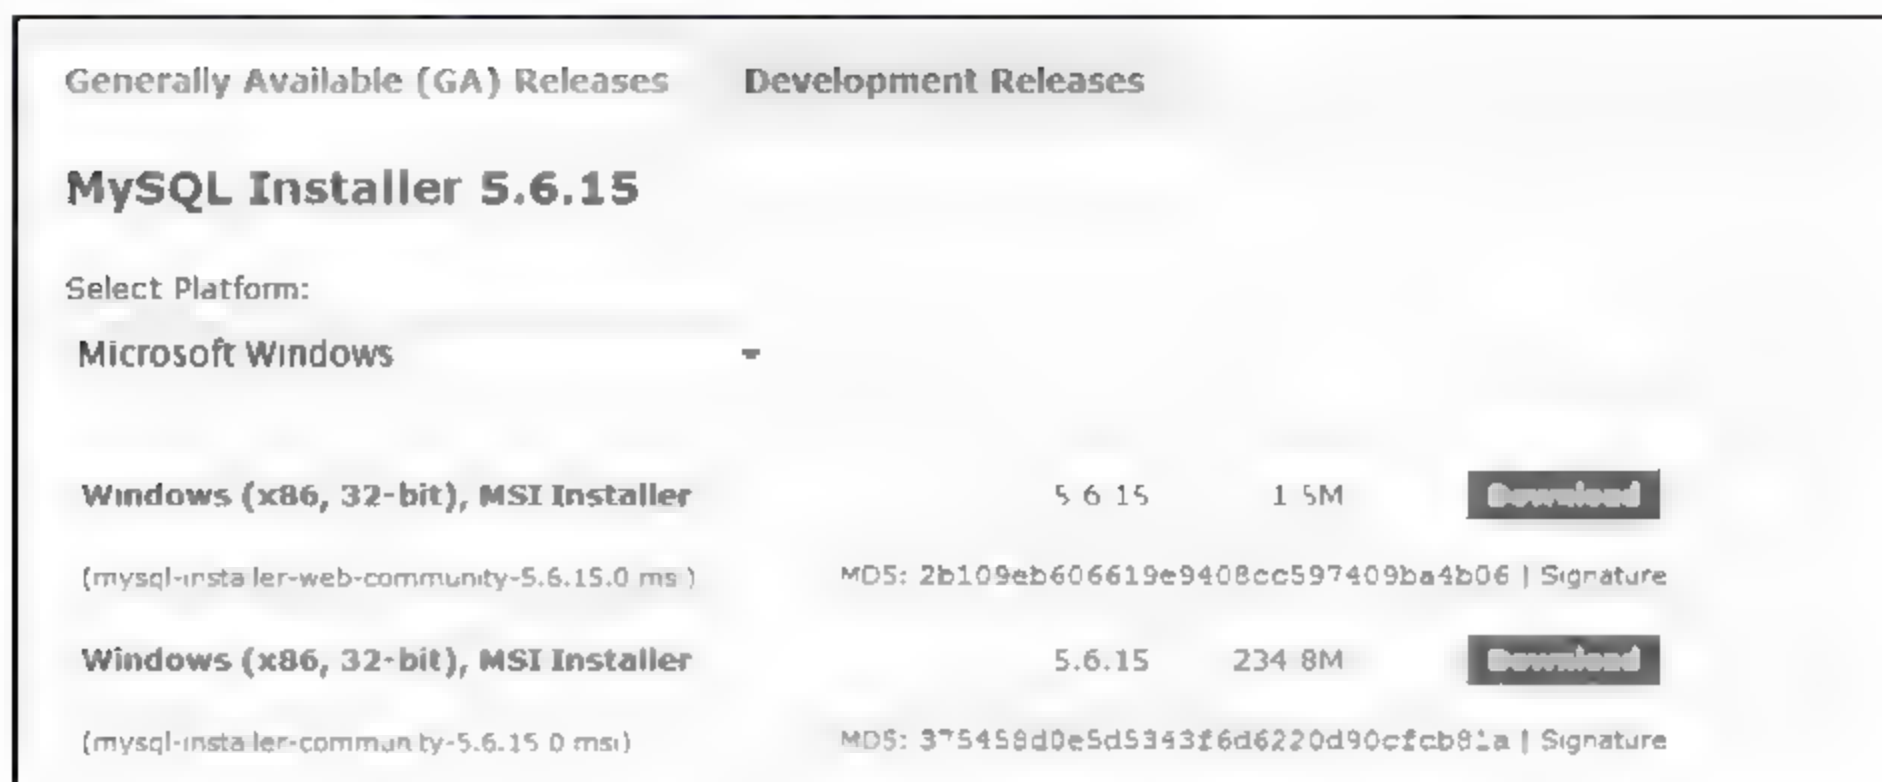 Generally Available (GA) Releases Development Releases
MySQL Installer 5.6.15
Select Platform:
Microsoft Windows
Windows (x86, 32-bit), MSI Installer 5.6.15 1.5M Download
(mysql-installer-web-community-5.6.15.0.msi) MD5: 2b109eb606619e9408cc597409ba4b06 | Signature
Windows (x86, 32-bit), MSI Installer 5.6.15 234.8M Download
(mysql-installer-community-5.6.15.0.msi) MD5: 375458d0e5d5343f6d6220d90cfcb81a | Signature